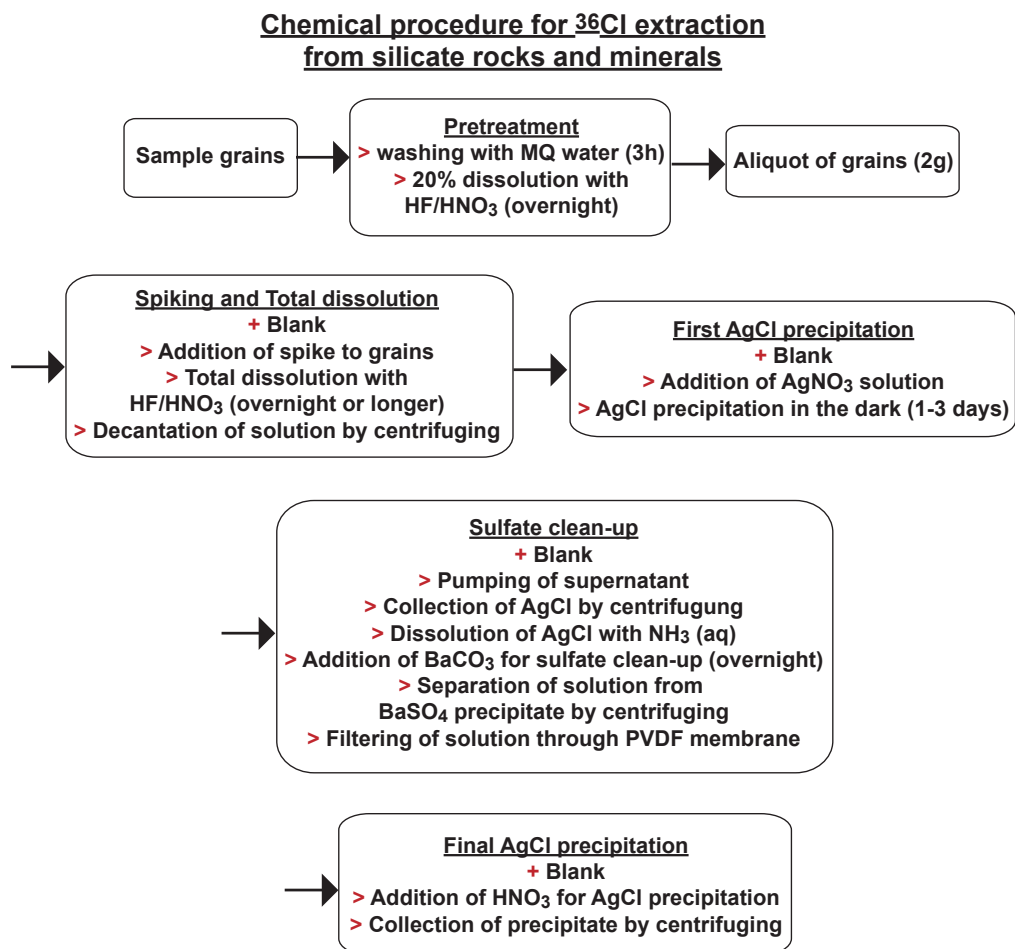 Chemical procedure for ³⁶Cl extraction
from silicate rocks and minerals
Sample grains
Pretreatment
> washing with MQ water (3h)
> 20% dissolution with
HF/HNO₃ (overnight)
Aliquot of grains (2g)
Spiking and Total dissolution
+ Blank
> Addition of spike to grains
> Total dissolution with
HF/HNO₃ (overnight or longer)
> Decantation of solution by centrifuging
First AgCl precipitation
+ Blank
> Addition of AgNO₃ solution
> AgCl precipitation in the dark (1-3 days)
Sulfate clean-up
+ Blank
> Pumping of supernatant
> Collection of AgCl by centrifugung
> Dissolution of AgCl with NH₃ (aq)
> Addition of BaCO₃ for sulfate clean-up (overnight)
> Separation of solution from
BaSO₄ precipitate by centrifuging
> Filtering of solution through PVDF membrane
Final AgCl precipitation
+ Blank
> Addition of HNO₃ for AgCl precipitation
> Collection of precipitate by centrifuging